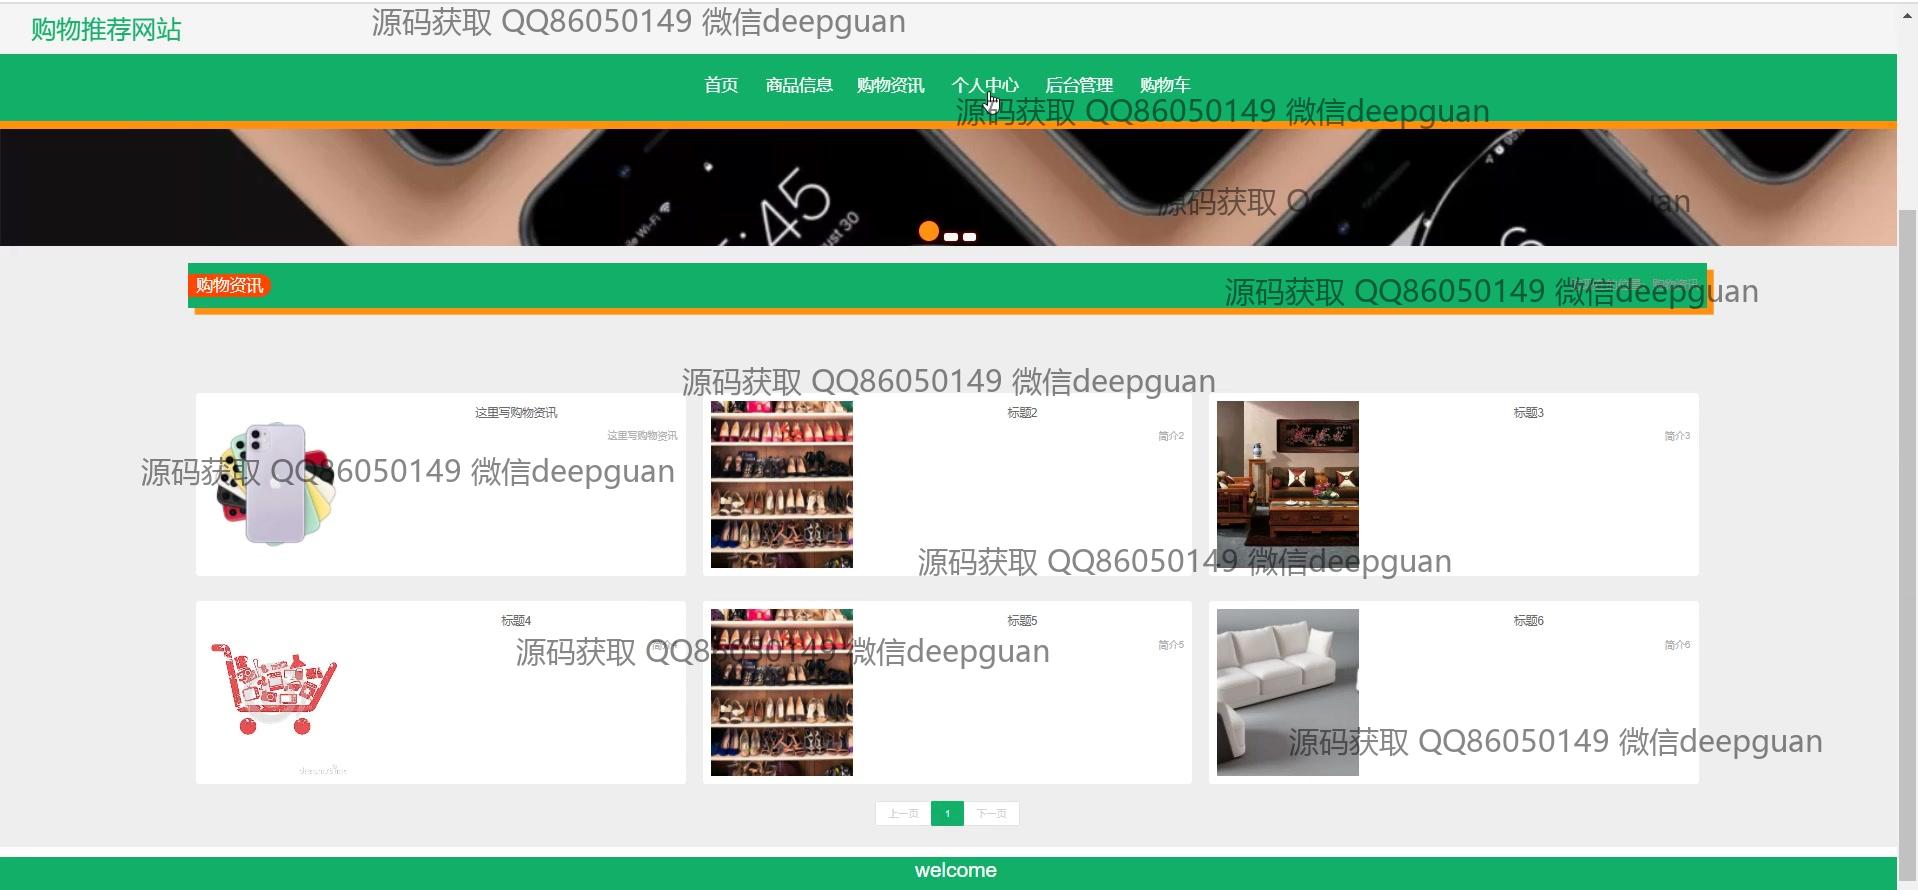 购物推荐网站
源码获取 QQ86050149 微信deepguan
首页 商品信息 购物资讯 个人中心 后台管理 购物车
源码获取 QQ86050149 微信deepguan
45
源码获取
购物资讯
源码获取 QQ86050149 微信deepguan
源码获取 QQ86050149 微信deepguan
这里写购物资讯
这里写购物资讯
标题2
简介2
标题3
简介3
源码获取 QQ86050149 微信deepguan
源码获取 QQ86050149 微信deepguan
标题4
标题5
简介5
标题6
简介6
源码获取 QQ86050149 微信deepguan
源码获取 QQ86050149 微信deepguan
上一页 1 下一页
welcome